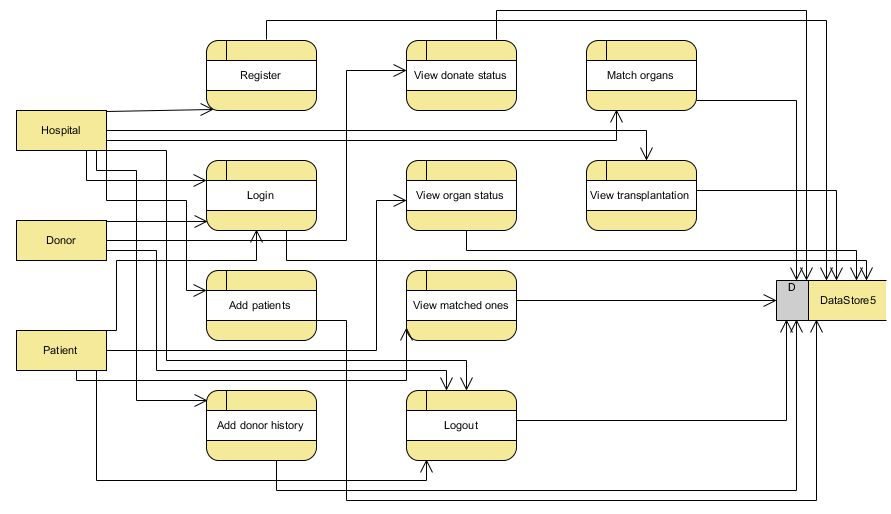 Register
View donate status
Match organs
Hospital
Login
View organ status
View transplantation
Donor
D
DataStore5
Add patients
View matched ones
Patient
Add donor history
Logout